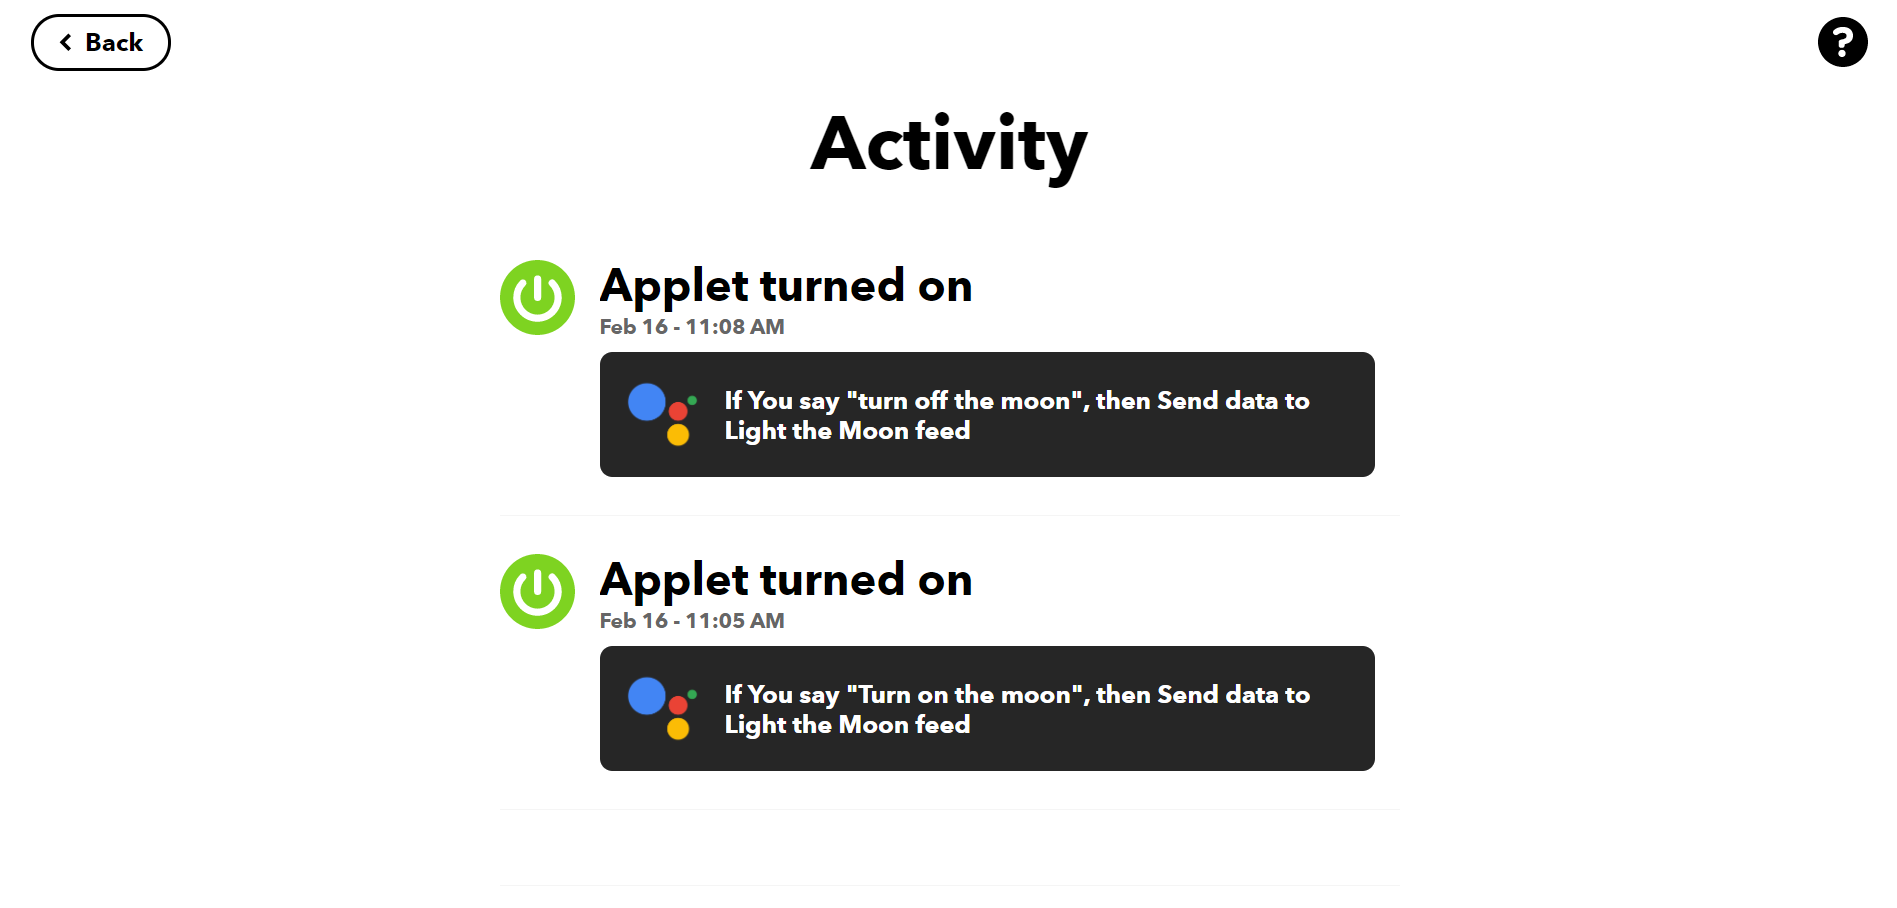 Back
?
Activity
Applet turned on
Feb 16 - 11:08 AM
If You say "turn off the moon", then Send data to
Light the Moon feed
Applet turned on
Feb 16 - 11:05 AM
If You say "Turn on the moon", then Send data to
Light the Moon feed